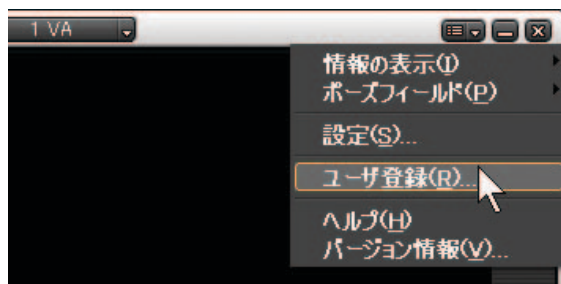 1 VA
情報の表示(I)
ポーズフィールド(P)
設定(S)...
ユーザ登録(R)...
ヘルプ(H)
バージョン情報(V)...